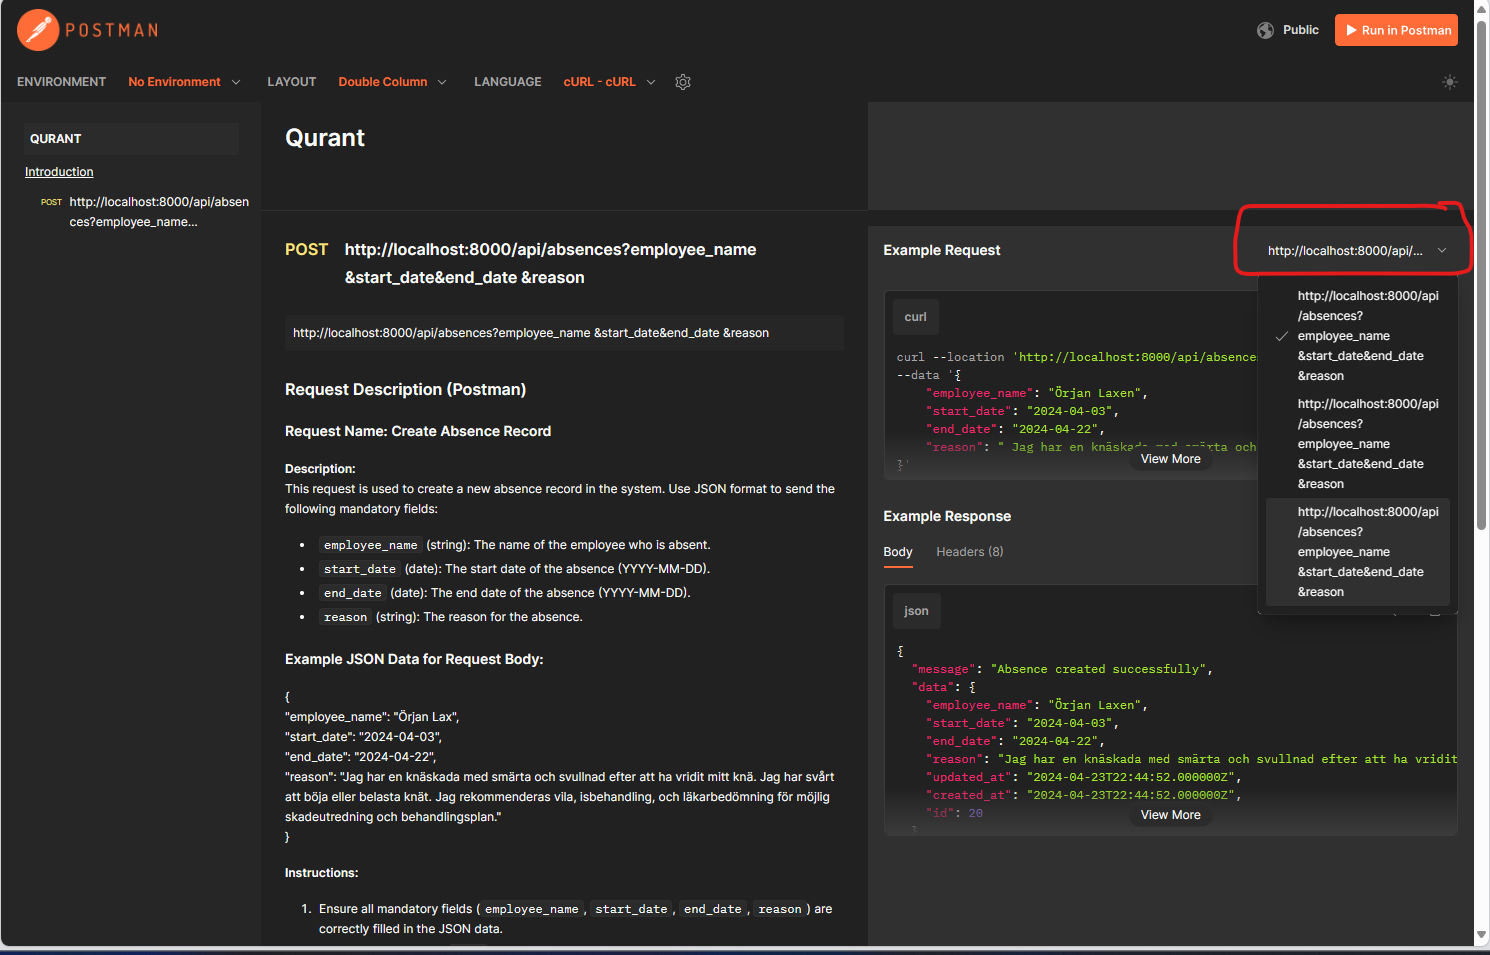 POSTMAN
Public
Run in Postman
ENVIRONMENT
No Environment
LAYOUT
Double Column
LANGUAGE
cURL - cURL
QURANT
Introduction
POST http://localhost:8000/api/absen
ces?employee_name...
Qurant
POST http://localhost:8000/api/absences?employee_name
&start_date&end_date &reason
http://localhost:8000/api/absences?employee_name &start_date&end_date &reason
Request Description (Postman)
Request Name: Create Absence Record
Description:
This request is used to create a new absence record in the system. Use JSON format to send the
following mandatory fields:
• employee_name (string): The name of the employee who is absent.
• start_date (date): The start date of the absence (YYYY-MM-DD).
• end_date (date): The end date of the absence (YYYY-MM-DD).
• reason (string): The reason for the absence.
Example JSON Data for Request Body:
{
"employee_name": "Örjan Lax",
"start_date": "2024-04-03",
"end_date": "2024-04-22",
"reason": "Jag har en knäskada med smärta och svullnad efter att ha vridit mitt knä. Jag har svårt
att böja eller belasta knät. Jag rekommenderas vila, isbehandling, och läkarbedömning för möjlig
skadeutredning och behandlingsplan."
}
Instructions:
1. Ensure all mandatory fields ( employee_name , start_date , end_date , reason ) are
correctly filled in the JSON data.
Example Request
http://localhost:8000/api/...
http://localhost:8000/api
/absences?
employee_name
&start_date&end_date
&reason
http://localhost:8000/api
/absences?
employee_name
&start_date&end_date
&reason
http://localhost:8000/api
/absences?
employee_name
&start_date&end_date
&reason
curl
curl --location 'http://localhost:8000/api/absences
--data '{
"employee_name": "Örjan Laxen",
"start_date": "2024-04-03",
"end_date": "2024-04-22",
"reason": " Jag har en knäskada med smärta och
}'
View More
Example Response
Body
Headers (8)
json
{
"message": "Absence created successfully",
"data": {
"employee_name": "Örjan Laxen",
"start_date": "2024-04-03",
"end_date": "2024-04-22",
"reason": "Jag har en knäskada med smärta och svullnad efter att ha vridit
"updated_at": "2024-04-23T22:44:52.000000Z",
"created_at": "2024-04-23T22:44:52.000000Z",
"id": 20
}
View More